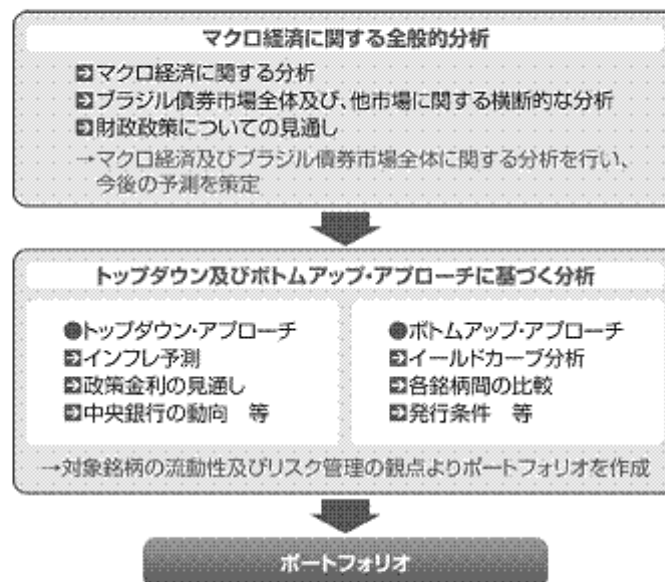 マクロ経済に関する全般的分析
マクロ経済に関する分析
ブラジル債券市場全体及び、他市場に関する横断的な分析
財政政策についての見通し
→マクロ経済及びブラジル債券市場全体に関する分析を行い、
今後の予測を策定
トップダウン及びボトムアップ・アプローチに基づく分析
●トップダウン・アプローチ
インフレ予測
政策金利の見通し
中央銀行の動向　等
●ボトムアップ・アプローチ
イールドカーブ分析
各銘柄間の比較
発行条件　等
→対象銘柄の流動性及びリスク管理の観点よりポートフォリオを作成
ポートフォリオ